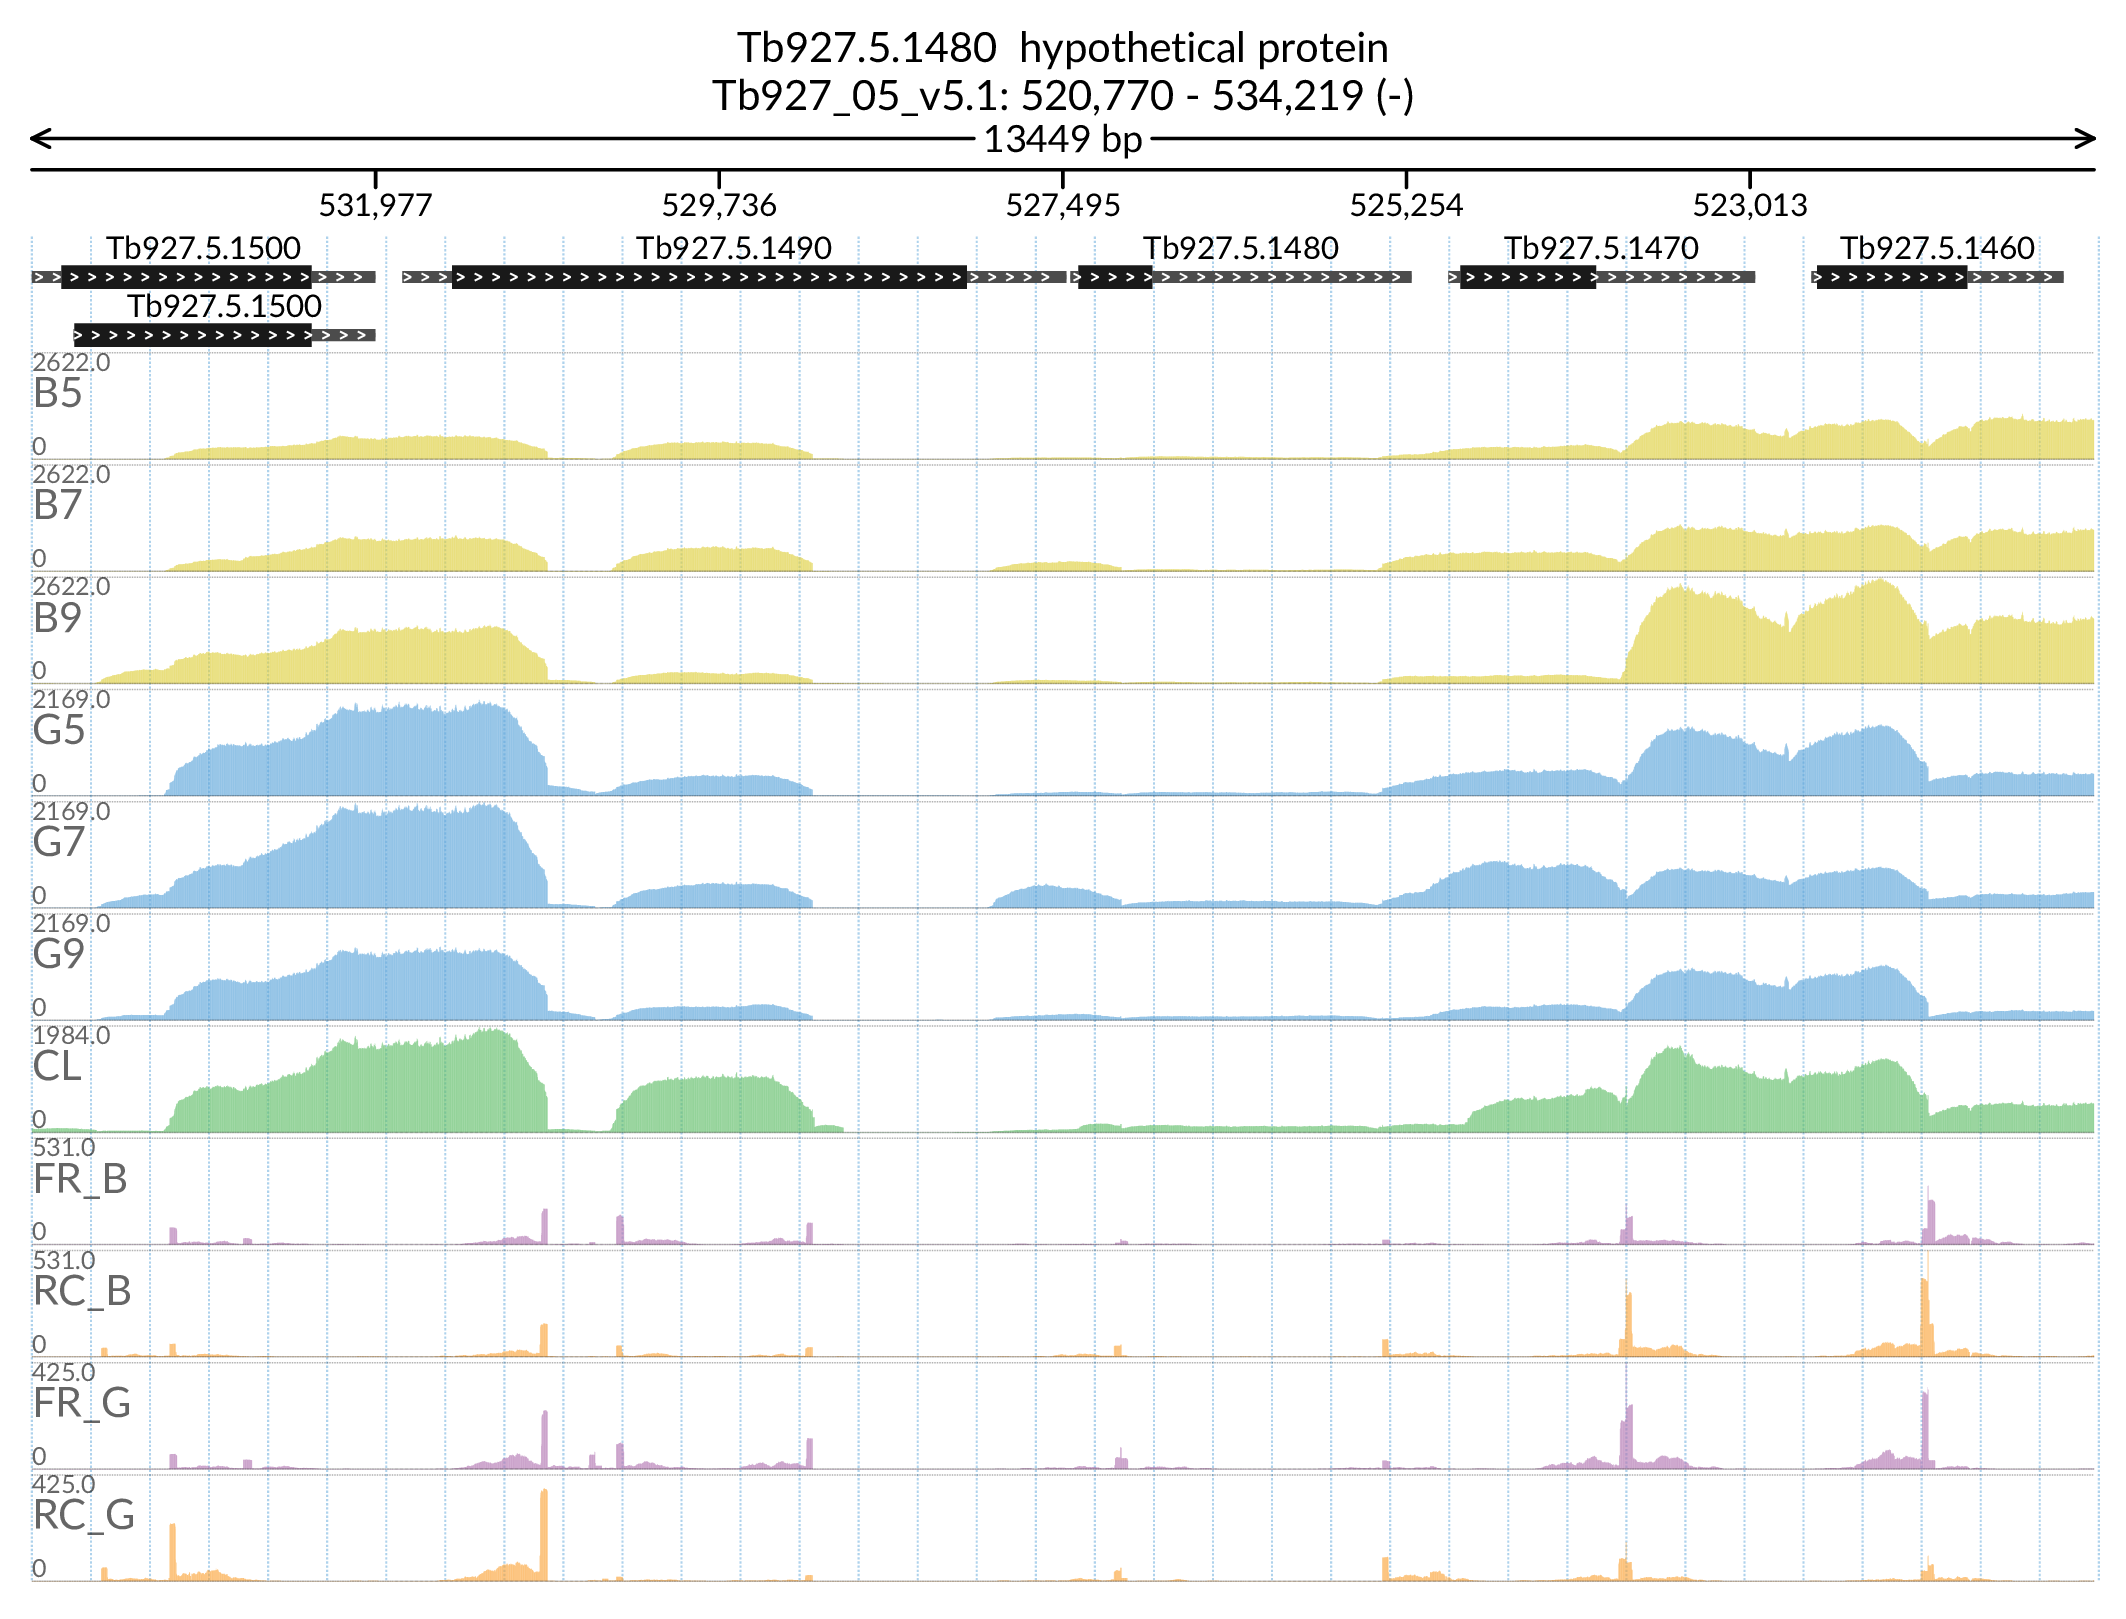 Tb927.5.1480 hypothetical protein
Tb927_05_v5.1: 520,770 - 534,219 (-)
13449 bp
531,977 529,736 527,495 525,254 523,013
Tb927.5.1500 Tb927.5.1490 Tb927.5.1480 Tb927.5.1470 Tb927.5.1460
Tb927.5.1500
2622.0
B5
0
2622.0
B7
0
2622.0
B9
0
2169.0
G5
0
2169.0
G7
0
2169.0
G9
0
1984.0
CL
0
531.0
FR_B
0
531.0
RC_B
0
425.0
FR_G
0
425.0
RC_G
0